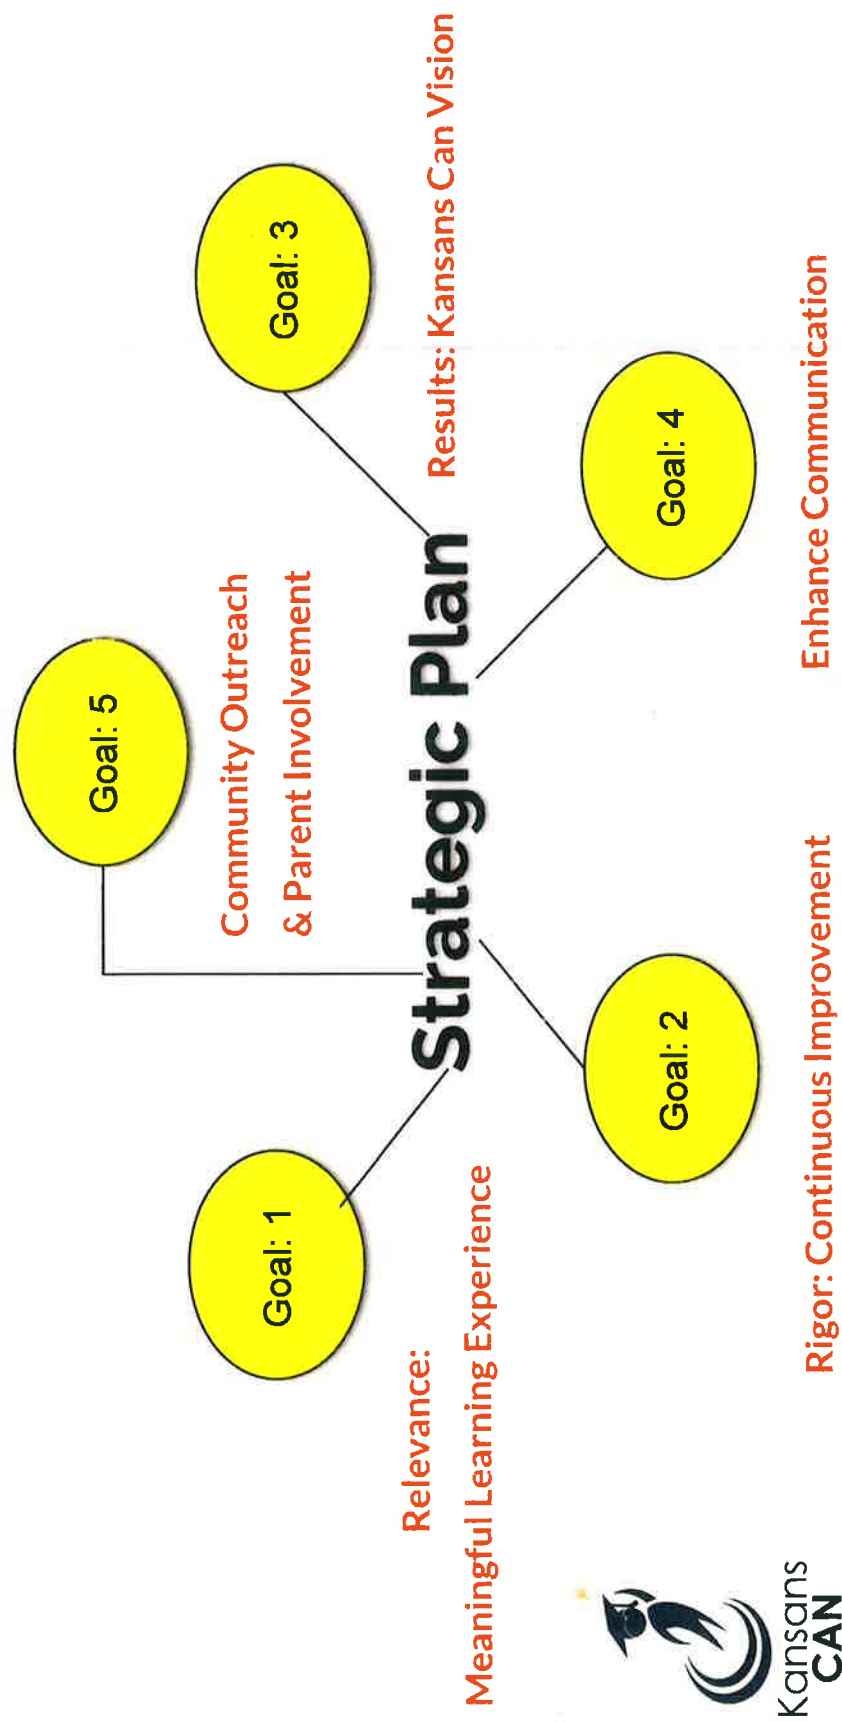 Goal: 5
Community Outreach
& Parent Involvement
Goal: 1
Goal: 3
Relevance:
Meaningful Learning Experience
Strategic Plan
Results: Kansans Can Vision
Goal: 2
Goal: 4
Rigor: Continuous Improvement
Enhance Communication
Kansans
CAN